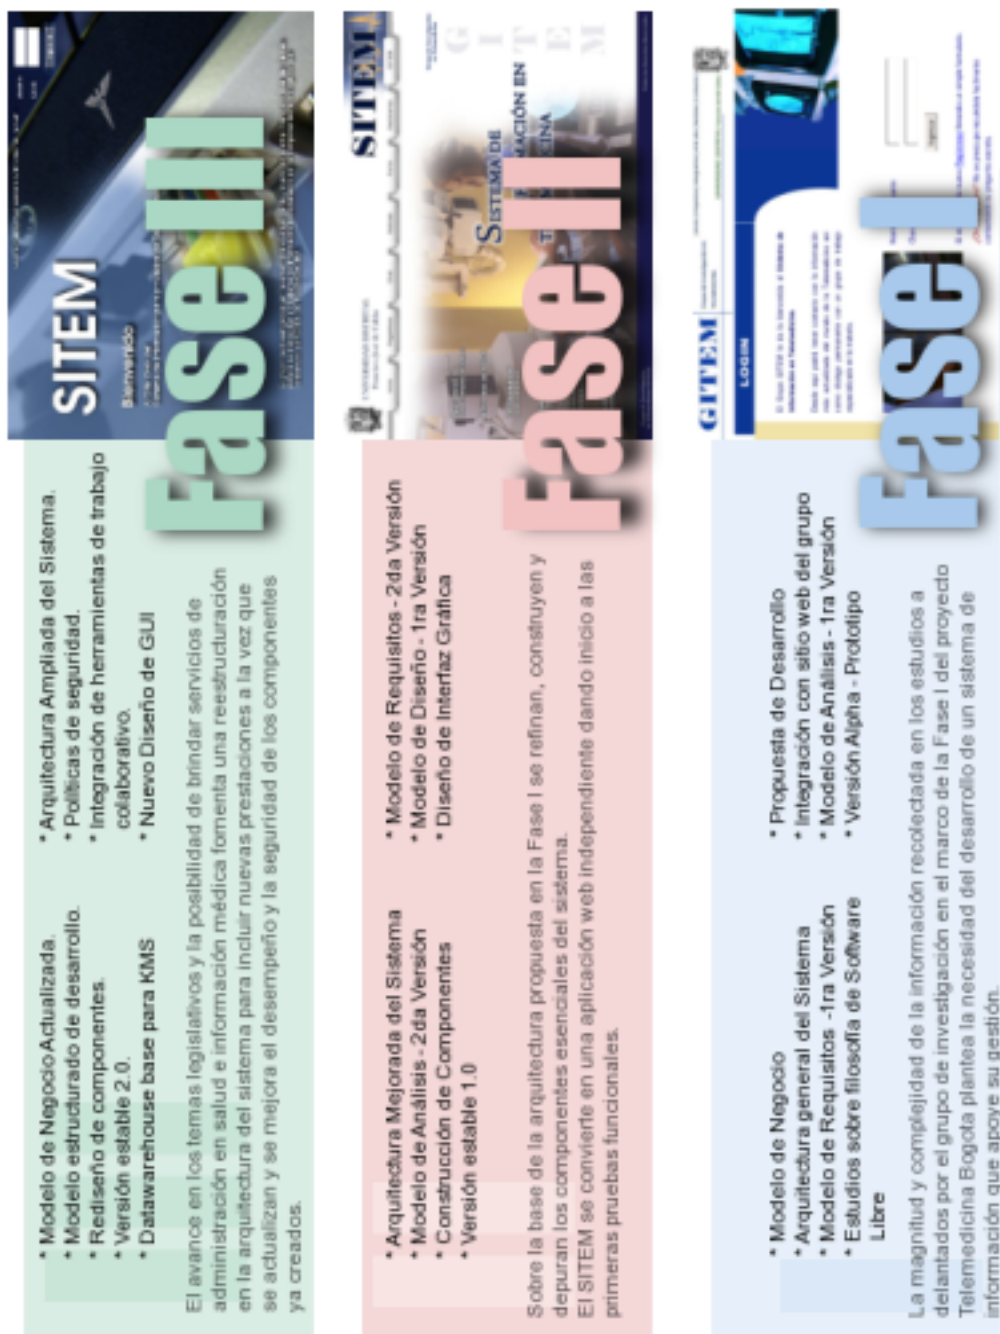 SITEM
Bienvenido
Fase III
* Modelo de Negocio Actualizada.
* Modelo estructurado de desarrollo.
* Rediseño de componentes.
* Versión estable 2.0.
* Datawarehouse base para KMS
* Arquitectura Ampliada del Sistema.
* Políticas de seguridad.
* Integración de herramientas de trabajo
colaborativo.
* Nuevo Diseño de GUI
El avance en los temas legislativos y la posibilidad de brindar servicios de
administración en salud e información médica fomenta una reestructuración
en la arquitectura del sistema para incluir nuevas prestaciones a la vez que
se actualizan y se mejora el desempeño y la seguridad de los componentes
ya creados.
SITEM
GITEM
SISTEMA DE
MACIÓN EN
CINA
UNIVERSIDAD DISTRITAL
Fase II
* Arquitectura Mejorada del Sistema
* Modelo de Análisis - 2da Versión
* Construcción de Componentes
* Versión estable 1.0
* Modelo de Requisitos - 2da Versión
* Modelo de Diseño - 1ra Versión
* Diseño de Interfaz Gráfica
Sobre la base de la arquitectura propuesta en la Fase I se refinan, construyen y
depuran los componentes esenciales del sistema.
El SITEM se convierte en una aplicación web independiente dando inicio a las
primeras pruebas funcionales.
GITEM
LOGIN
Fase I
* Modelo de Negocio
* Arquitectura general del Sistema
* Modelo de Requisitos -1ra Versión
* Estudios sobre filosofía de Software
Libre
* Propuesta de Desarrollo
* Integración con sitio web del grupo
* Modelo de Análisis - 1ra Versión
* Versión Alpha - Prototipo
La magnitud y complejidad de la información recolectada en los estudios a
delantados por el grupo de investigación en el marco de la Fase I del proyecto
Telemedicina Bogota plantea la necesidad del desarrollo de un sistema de
información que apoye su gestión.